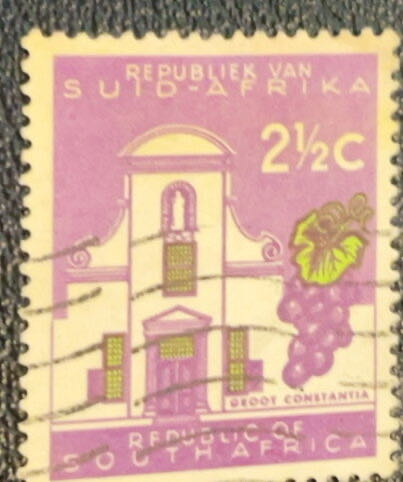 REPUBLIEK VAN
SUID-AFRIKA
2½C
GROOT CONSTANTIA
REPUBLIC OF
SOUTH AFRICA